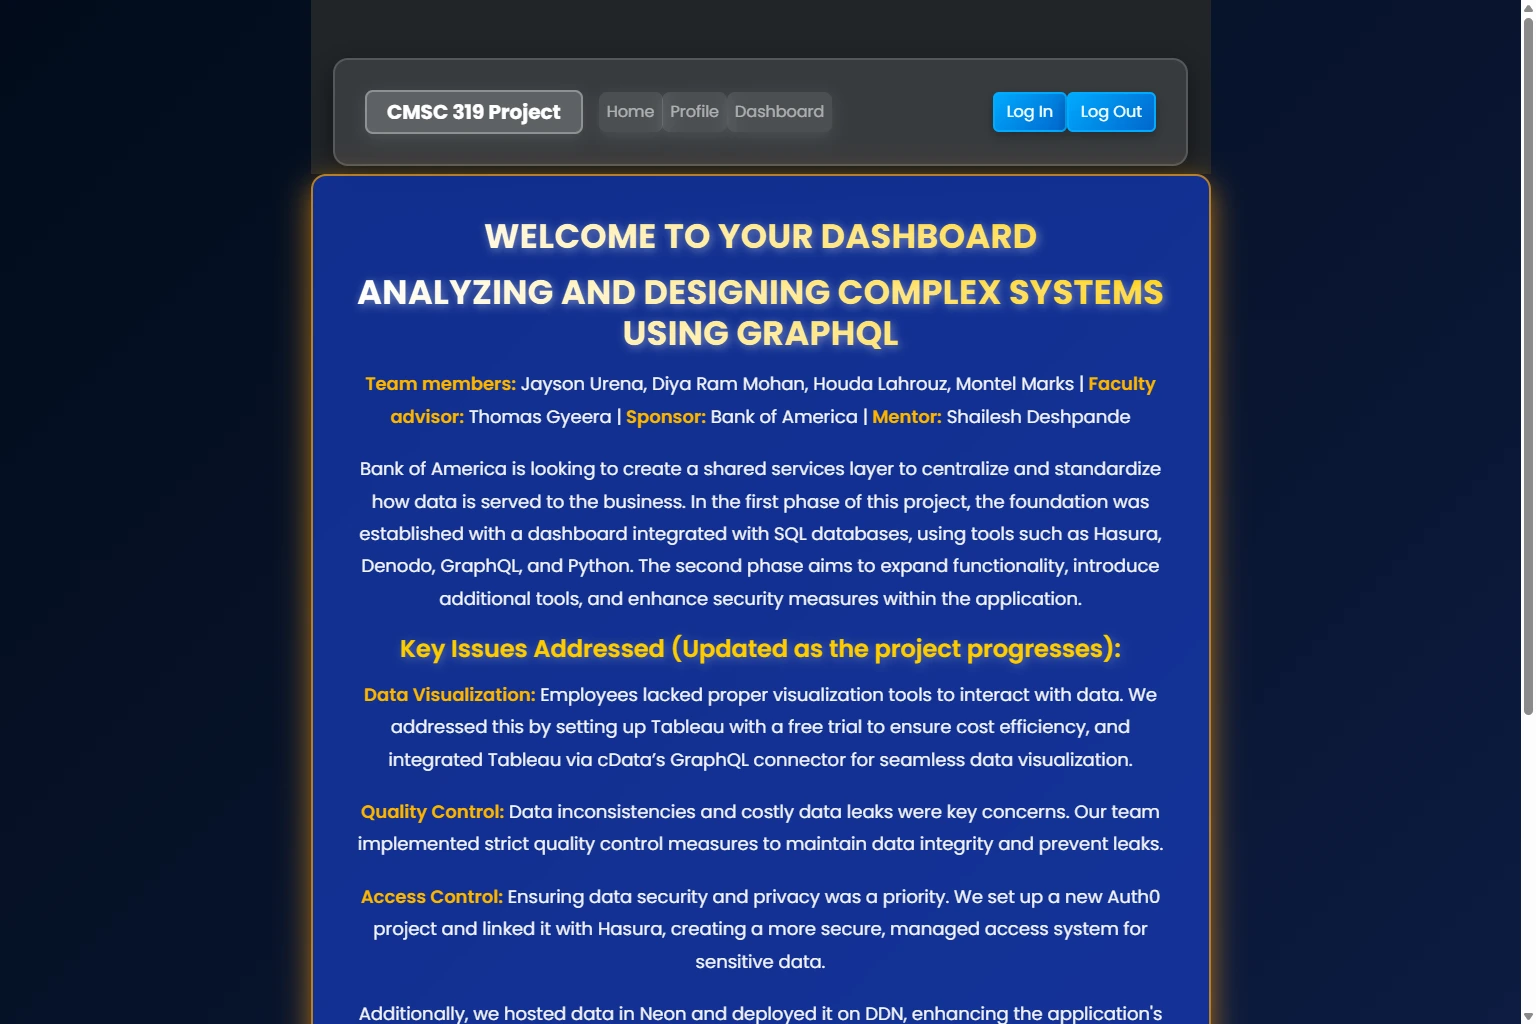 CMSC 319 Project
Home Profile Dashboard
Log In Log Out
WELCOME TO YOUR DASHBOARD
ANALYZING AND DESIGNING COMPLEX SYSTEMS
USING GRAPHQL
Team members: Jayson Urena, Diya Ram Mohan, Houda Lahrouz, Montel Marks | Faculty
advisor: Thomas Gyeera | Sponsor: Bank of America | Mentor: Shailesh Deshpande
Bank of America is looking to create a shared services layer to centralize and standardize
how data is served to the business. In the first phase of this project, the foundation was
established with a dashboard integrated with SQL databases, using tools such as Hasura,
Denodo, GraphQL, and Python. The second phase aims to expand functionality, introduce
additional tools, and enhance security measures within the application.
Key Issues Addressed (Updated as the project progresses):
Data Visualization: Employees lacked proper visualization tools to interact with data. We
addressed this by setting up Tableau with a free trial to ensure cost efficiency, and
integrated Tableau via cData’s GraphQL connector for seamless data visualization.
Quality Control: Data inconsistencies and costly data leaks were key concerns. Our team
implemented strict quality control measures to maintain data integrity and prevent leaks.
Access Control: Ensuring data security and privacy was a priority. We set up a new Auth0
project and linked it with Hasura, creating a more secure, managed access system for
sensitive data.
Additionally, we hosted data in Neon and deployed it on DDN, enhancing the application's